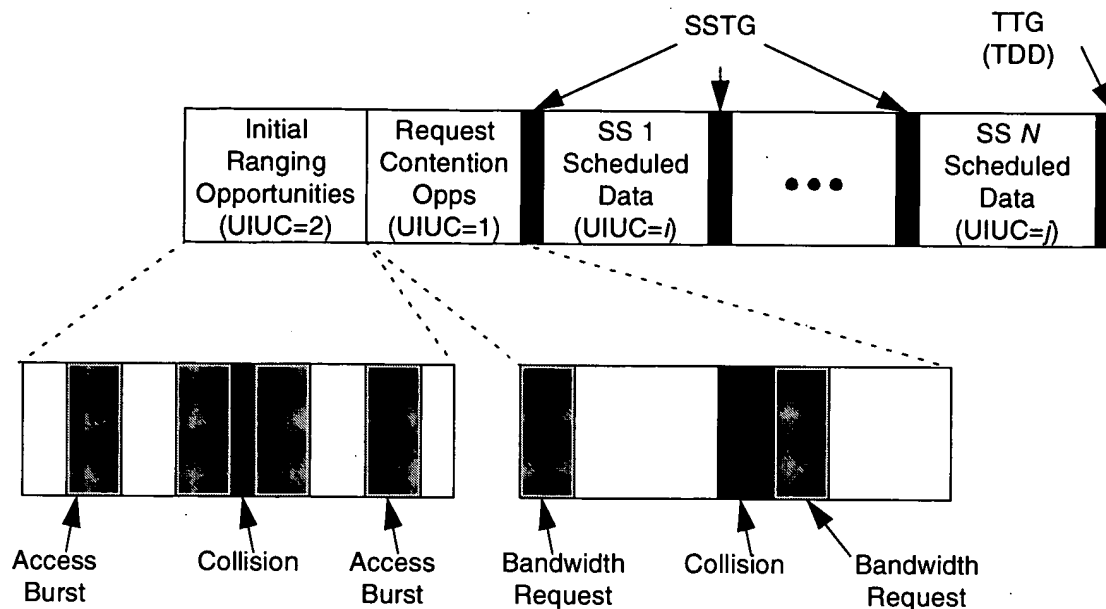 SSTG
TTG
(TDD)
Initial
Ranging
Opportunities
(UIUC=2)
Request
Contention
Opps
(UIUC=1)
SS 1
Scheduled
Data
(UIUC=i)
SS N
Scheduled
Data
(UIUC=j)
Access
Burst
Collision
Access
Burst
Bandwidth
Request
Collision
Bandwidth
Request